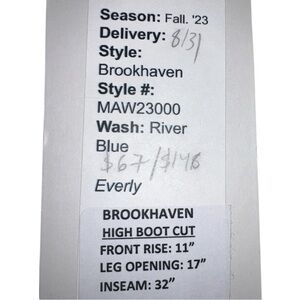 Season: Fall. '23
Delivery: 8/31
Style:
Brookhaven
Style #:
MAW23000
Wash: River
Blue
$67/$148
Everly
BROOKHAVEN
HIGH BOOT CUT
FRONT RISE: 11”
LEG OPENING: 17”
INSEAM: 32”